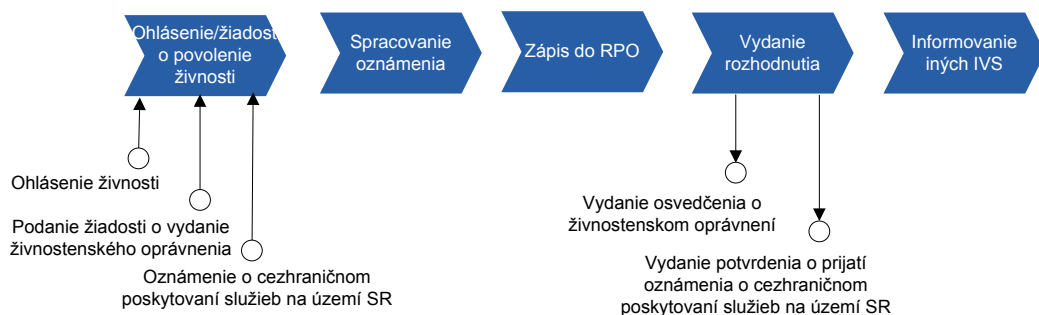 Ohlásenie/žiadosť
o povolenie
živnosti
Spracovanie
oznámenia
Zápis do RPO
Vydanie
rozhodnutia
Informovanie
iných IVS
Ohlásenie živnosti
Podanie žiadosti o vydanie
živnostenského oprávnenia
Oznámenie o cezhraničnom
poskytovaní služieb na území SR
Vydanie osvedčenia o
živnostenskom oprávnení
Vydanie potvrdenia o prijatí
oznámenia o cezhraničnom
poskytovaní služieb na území SR